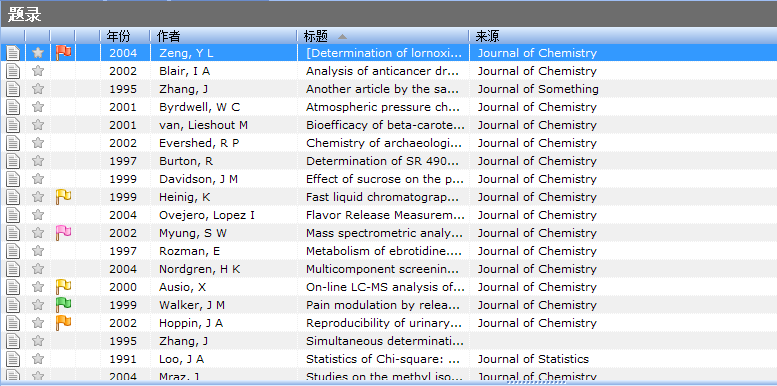 题录
年份 作者 标题 来源
2004 Zeng, Y L [Determination of lornoxi... Journal of Chemistry
2002 Blair, I A Analysis of anticancer dr... Journal of Chemistry
1995 Zhang, J Another article by the sa... Journal of Something
2001 Byrdwell, W C Atmospheric pressure ch... Journal of Chemistry
2001 van, Lieshout M Bioefficacy of beta-carote... Journal of Chemistry
2002 Evershed, R P Chemistry of archaeologi... Journal of Chemistry
1997 Burton, R Determination of SR 490... Journal of Chemistry
1999 Davidson, J M Effect of sucrose on the p... Journal of Chemistry
1999 Heinig, K Fast liquid chromatograp... Journal of Chemistry
2004 Ovejero, Lopez I Flavor Release Measurem... Journal of Chemistry
2002 Myung, S W Mass spectrometric analy... Journal of Chemistry
1997 Rozman, E Metabolism of ebrotidine.... Journal of Chemistry
2004 Nordgren, H K Multicomponent screenin... Journal of Chemistry
2000 Ausio, X On-line LC-MS analysis of... Journal of Chemistry
1999 Walker, J M Pain modulation by relea... Journal of Chemistry
2002 Hoppin, J A Reproducibility of urinary... Journal of Chemistry
1995 Zhang, J Simultaneous determinati...
1991 Loo, J A Statistics of Chi-square: ... Journal of Statistics
2004 Mraz, J Studies on the methyl iso... Journal of Chemistry